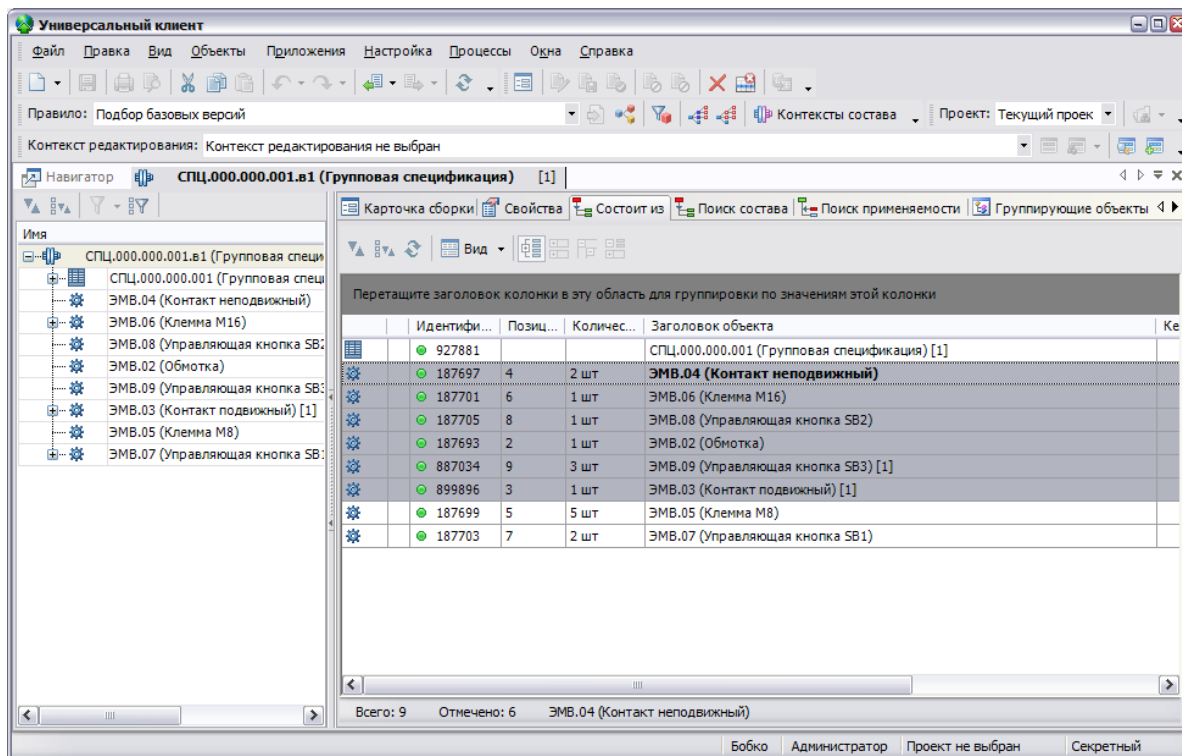 Универсальный клиент
Файл Правка Вид Объекты Приложения Настройка Процессы Окна Справка
Правило: Подбор базовых версий Контексты состава Проект: Текущий проек
Контекст редактирования: Контекст редактирования не выбран
Навигатор СПЦ.000.000.001.в1 (Групповая спецификация) [1]
Карточка сборки Свойства Состоит из Поиск состава Поиск применяемости Группирующие объекты
Вид
Имя
СПЦ.000.000.001.в1 (Групповая специ
СПЦ.000.000.001 (Групповая спец
ЭМВ.04 (Контакт неподвижный)
ЭМВ.06 (Клемма М16)
ЭМВ.08 (Управляющая кнопка SB2
ЭМВ.02 (Обмотка)
ЭМВ.09 (Управляющая кнопка SB3
ЭМВ.03 (Контакт подвижный) [1]
ЭМВ.05 (Клемма М8)
ЭМВ.07 (Управляющая кнопка SB1
Перетащите заголовок колонки в эту область для группировки по значениям этой колонки
Идентифи... Позиц... Количес... Заголовок объекта Ке
927881 СПЦ.000.000.001 (Групповая спецификация) [1]
187697 4 2 шт ЭМВ.04 (Контакт неподвижный)
187701 6 1 шт ЭМВ.06 (Клемма М16)
187705 8 1 шт ЭМВ.08 (Управляющая кнопка SB2)
187693 2 1 шт ЭМВ.02 (Обмотка)
887034 9 3 шт ЭМВ.09 (Управляющая кнопка SB3) [1]
899896 3 1 шт ЭМВ.03 (Контакт подвижный) [1]
187699 5 5 шт ЭМВ.05 (Клемма М8)
187703 7 2 шт ЭМВ.07 (Управляющая кнопка SB1)
Всего: 9 Отмечено: 6 ЭМВ.04 (Контакт неподвижный)
Бобко Администратор Проект не выбран Секретный